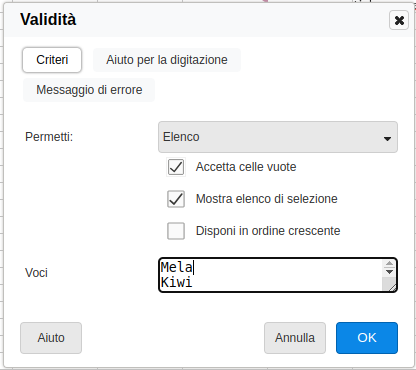 Validità
Criteri
Aiuto per la digitazione
Messaggio di errore
Permetti:
Elenco
Accetta celle vuote
Mostra elenco di selezione
Disponi in ordine crescente
Voci
Mela
Kiwi
Aiuto
Annulla
OK